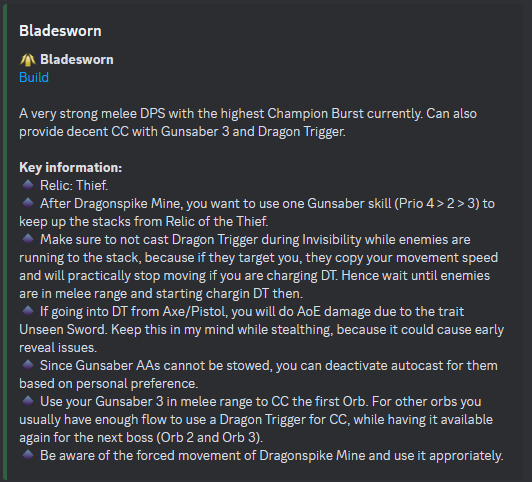 Bladesworn
Bladesworn
Build
A very strong melee DPS with the highest Champion Burst currently. Can also
provide decent CC with Gunsaber 3 and Dragon Trigger.
Key information:
Relic: Thief.
After Dragonspike Mine, you want to use one Gunsaber skill (Prio 4 > 2 > 3) to
keep up the stacks from Relic of the Thief.
Make sure to not cast Dragon Trigger during Invisibility while enemies are
running to the stack, because if they target you, they copy your movement speed
and will practically stop moving if you are charging DT. Hence wait until enemies
are in melee range and starting chargin DT then.
If going into DT from Axe/Pistol, you will do AoE damage due to the trait
Unseen Sword. Keep this in my mind while stealthing, because it could cause early
reveal issues.
Since Gunsaber AAs cannot be stowed, you can deactivate autocast for them
based on personal preference.
Use your Gunsaber 3 in melee range to CC the first Orb. For other orbs you
usually have enough flow to use a Dragon Trigger for CC, while having it available
again for the next boss (Orb 2 and Orb 3).
Be aware of the forced movement of Dragonspike Mine and use it approriately.